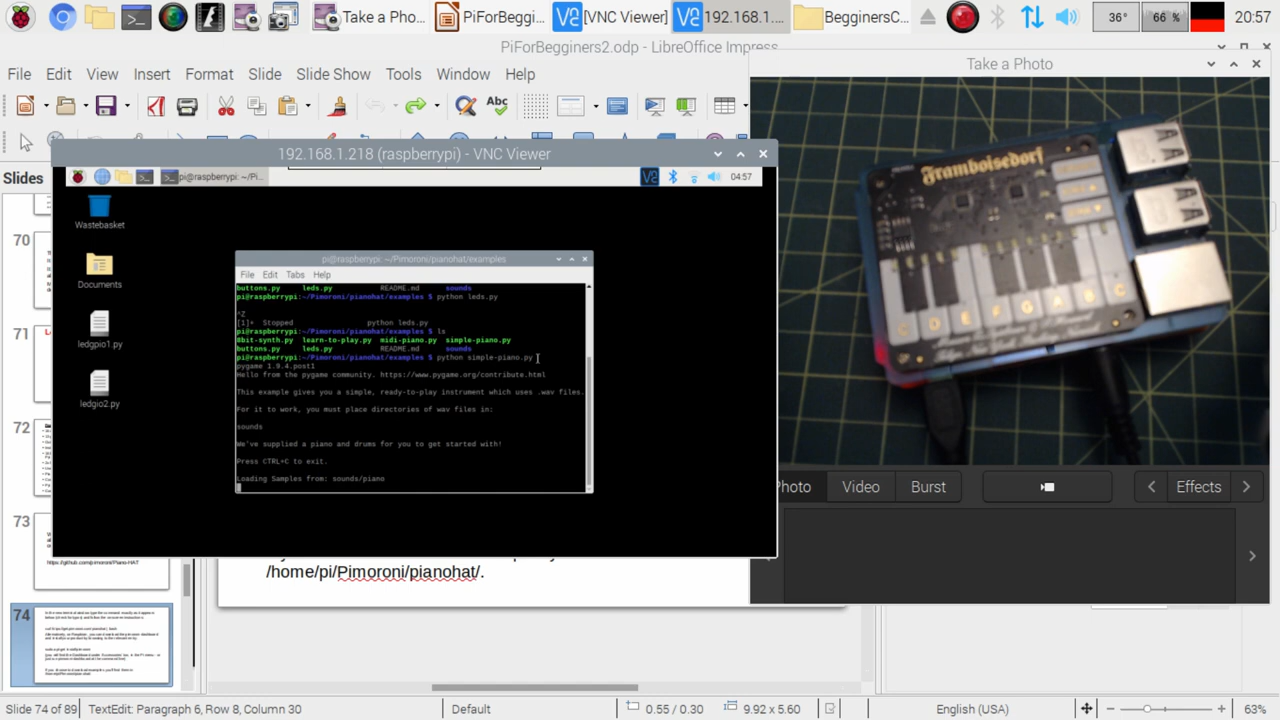 Take a Pho...
PiForBeggi...
[VNC Viewer]
192.168.1....
BegginersC...
36°
66 %
20:57
PiForBegginers2.odp - LibreOffice Impress
File Edit View Insert Format Slide Slide Show Tools Window Help
Take a Photo
192.168.1.218 (raspberrypi) - VNC Viewer
Slides
pi@raspberrypi: ~/Pi...
04:57
70
71
72
73
74
https://github.com/pimoroni/Piano-HAT
Wastebasket
Documents
ledgpio1.py
ledgio2.py
pi@raspberrypi: ~/Pimoroni/pianohat/examples
File Edit Tabs Help
buttons.py leds.py README.md sounds
pi@raspberrypi:~/Pimoroni/pianohat/examples $ python leds.py
^Z
[1]+ Stopped python leds.py
pi@raspberrypi:~/Pimoroni/pianohat/examples $ ls
8bit-synth.py learn-to-play.py midi-piano.py simple-piano.py
buttons.py leds.py README.md sounds
pi@raspberrypi:~/Pimoroni/pianohat/examples $ python simple-piano.py
pygame 1.9.4.post1
Hello from the pygame community. https://www.pygame.org/contribute.html
This example gives you a simple, ready-to-play instrument which uses .wav files.
For it to work, you must place directories of wav files in:
sounds
We've supplied a piano and drums for you to get started with!
Press CTRL+C to exit.
Loading Samples from: sounds/piano
Framboisedorf
C D E F G A B C
Photo Video Burst
Effects
/home/pi/Pimoroni/pianohat/.
Slide 74 of 89
TextEdit: Paragraph 6, Row 8, Column 30
Default
0.55 / 0.30
9.92 x 5.60
English (USA)
63%